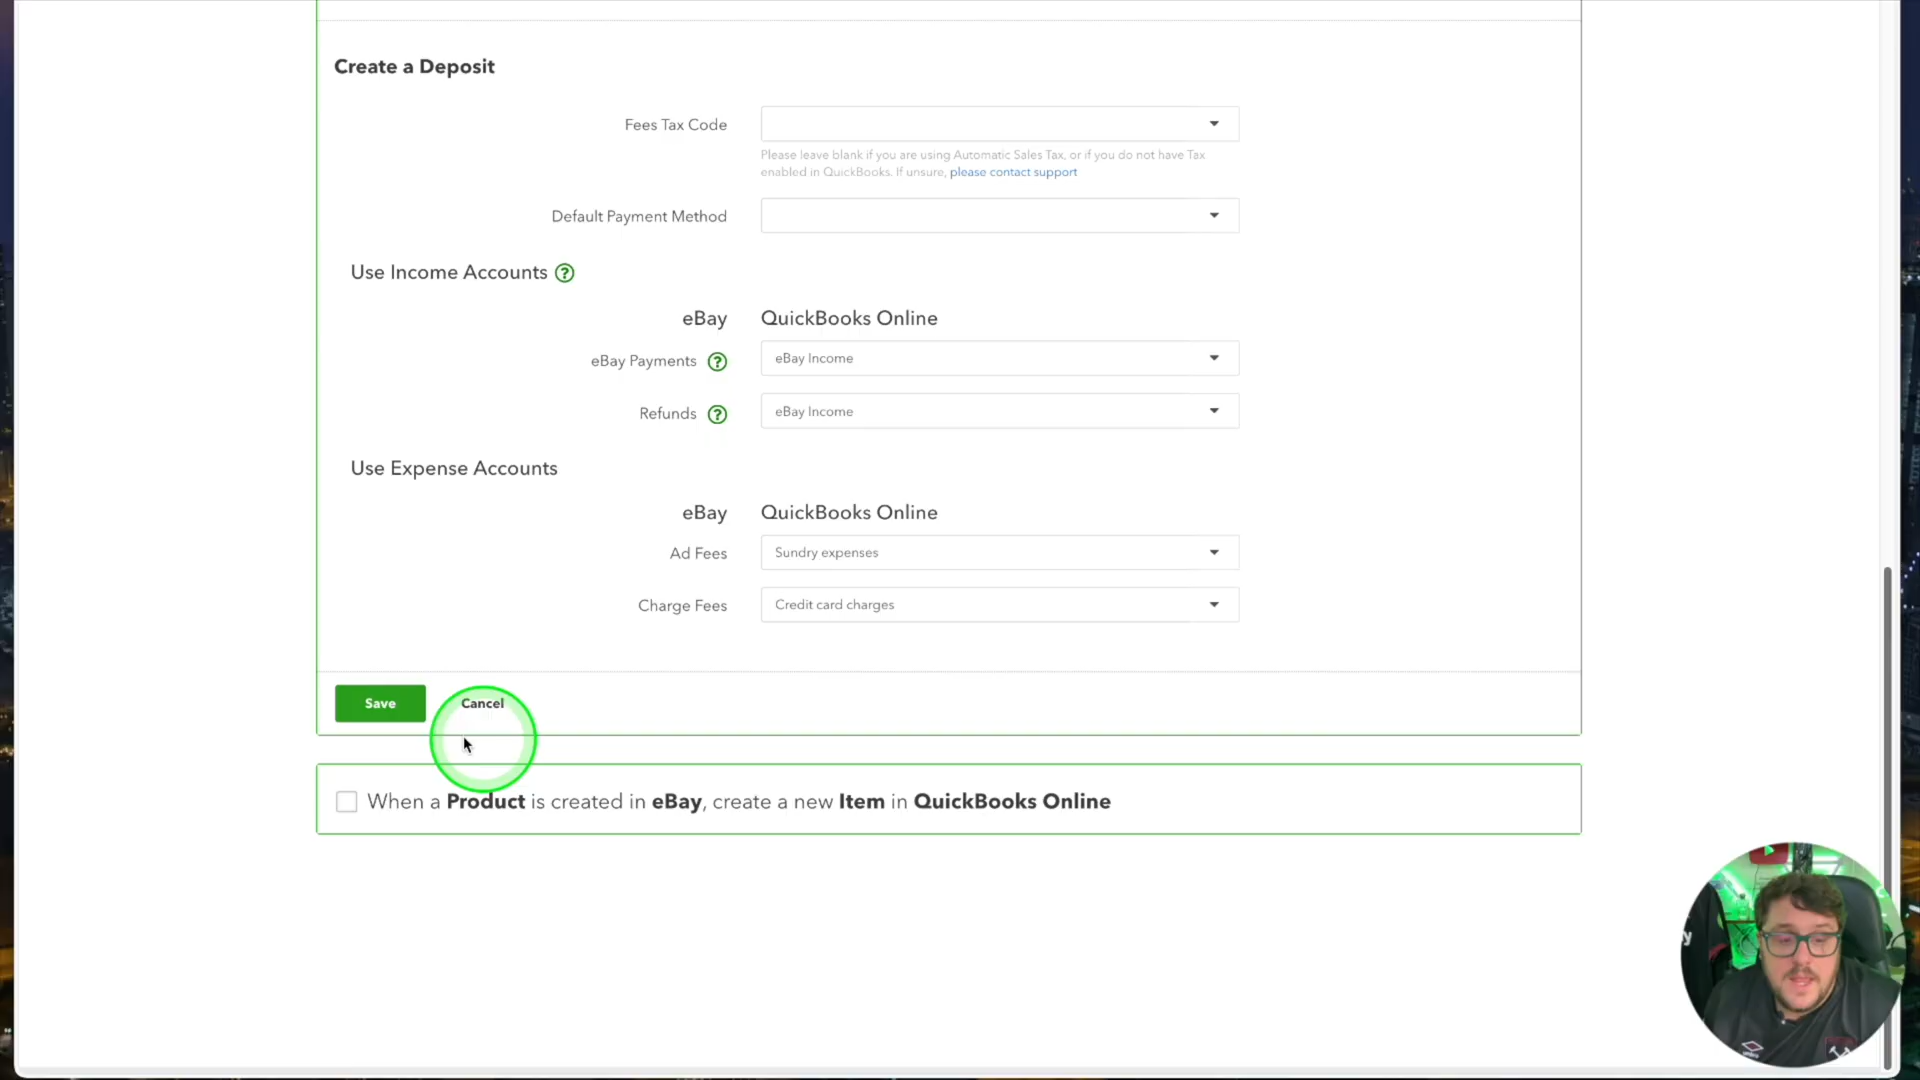 Create a Deposit
Fees Tax Code
Please leave blank if you are using Automatic Sales Tax, or if you do not have Tax
enabled in QuickBooks. If unsure, please contact support
Default Payment Method
Use Income Accounts ?
eBay QuickBooks Online
eBay Payments ? eBay Income
Refunds ? eBay Income
Use Expense Accounts
eBay QuickBooks Online
Ad Fees Sundry expenses
Charge Fees Credit card charges
Save Cancel
When a Product is created in eBay, create a new Item in QuickBooks Online